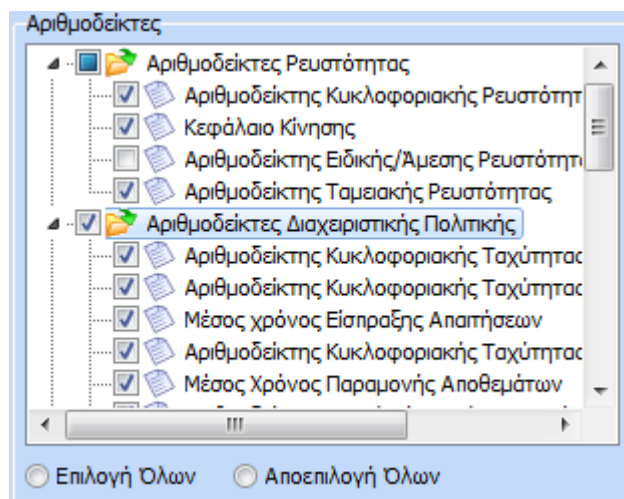 Αριθμοδείκτες
Αριθμοδείκτες Ρευστότητας
Αριθμοδείκτης Κυκλοφοριακής Ρευστότητ
Κεφάλαιο Κίνησης
Αριθμοδείκτης Ειδικής/Άμεσης Ρευστότητ
Αριθμοδείκτης Ταμειακής Ρευστότητας
Αριθμοδείκτες Διαχειριστικής Πολιτικής
Αριθμοδείκτης Κυκλοφοριακής Ταχύτητας
Αριθμοδείκτης Κυκλοφοριακής Ταχύτητας
Μέσος χρόνος Είσπραξης Απαιτήσεων
Αριθμοδείκτης Κυκλοφοριακής Ταχύτητας
Μέσος Χρόνος Παραμονής Αποθεμάτων
Επιλογή Όλων Αποεπιλογή Όλων